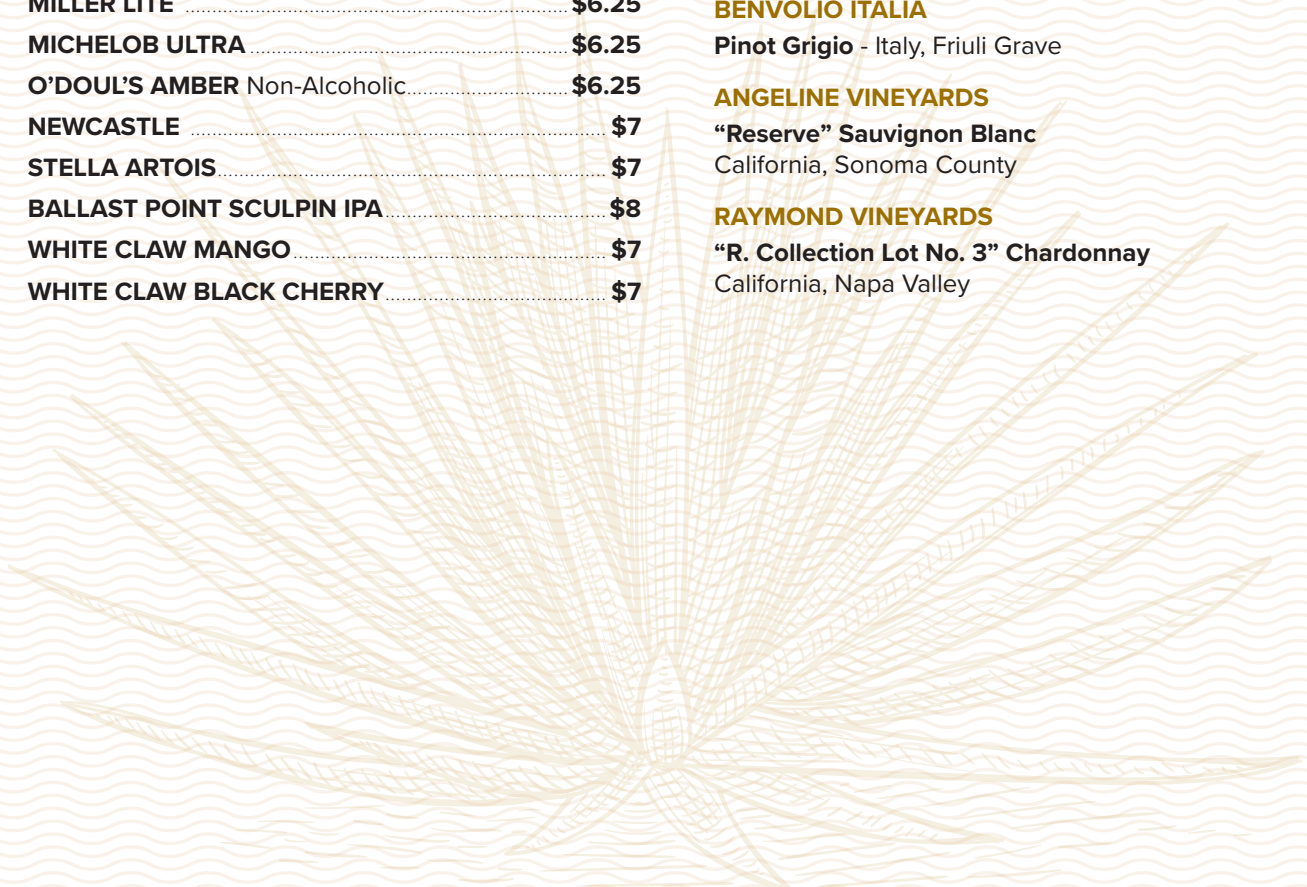 MILLER LITE $6.25
MICHELOB ULTRA $6.25
O’DOUL’S AMBER Non-Alcoholic $6.25
NEWCASTLE $7
STELLA ARTOIS $7
BALLAST POINT SCULPIN IPA $8
WHITE CLAW MANGO $7
WHITE CLAW BLACK CHERRY $7
BENVOLIO ITALIA
Pinot Grigio - Italy, Friuli Grave
ANGELINE VINEYARDS
“Reserve” Sauvignon Blanc
California, Sonoma County
RAYMOND VINEYARDS
“R. Collection Lot No. 3” Chardonnay
California, Napa Valley